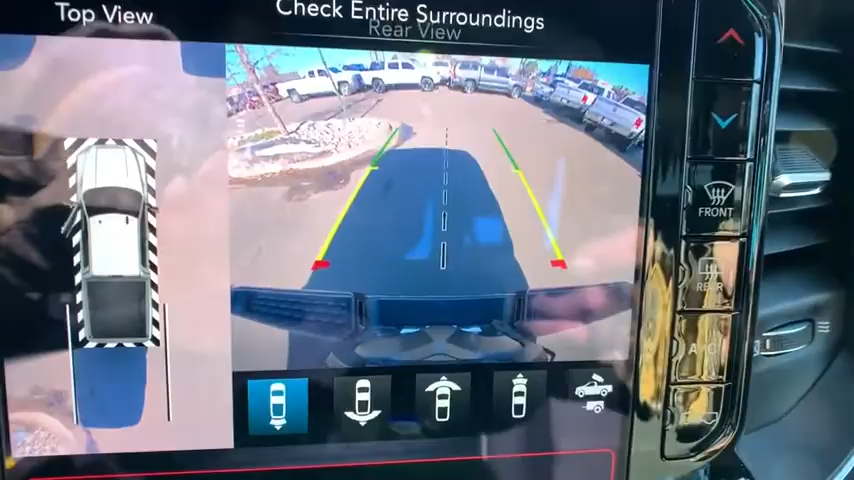 Top View
Check Entire Surroundings
Rear View
FRONT
REAR
A/C